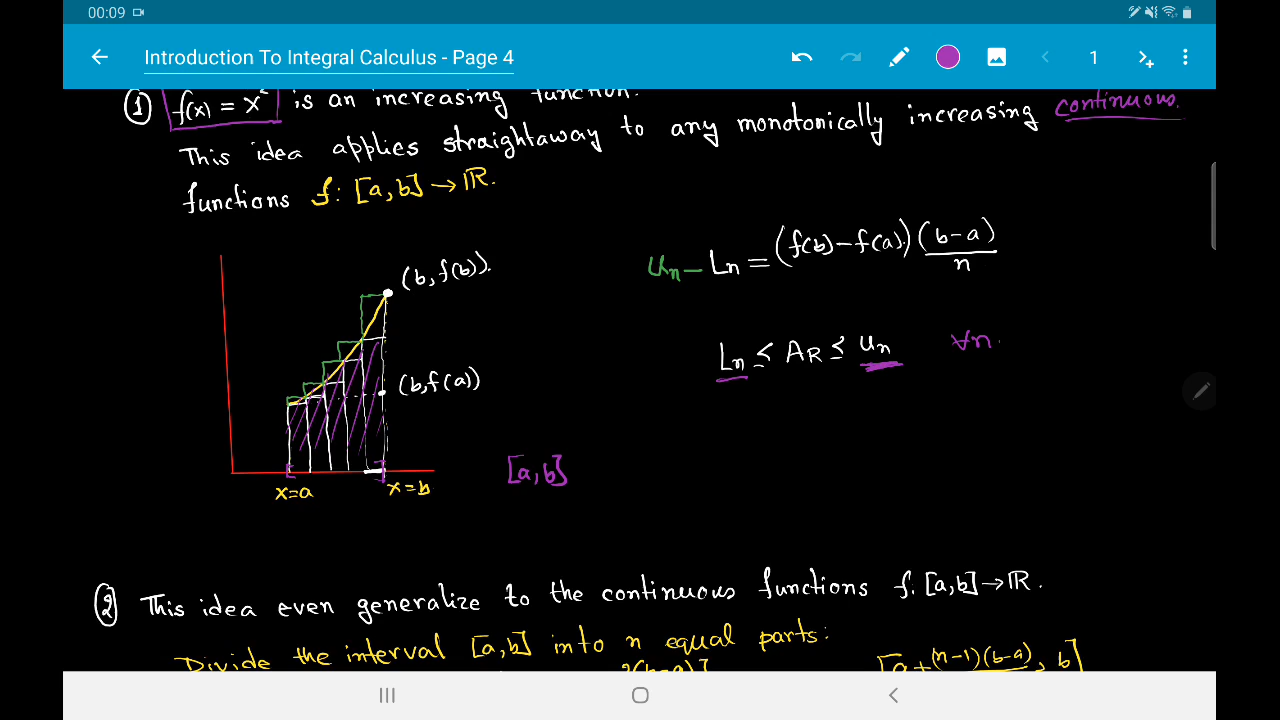 00:09
Introduction To Integral Calculus - Page 4
1
① f(x) = x² is an increasing function.
This idea applies straightaway to any monotonically increasing continuous
functions f: [a,b] → ℝ.
(b, f(b)).
(b, f(a))
x=a
x=b
[a,b]
Uₙ − Lₙ = (f(b) − f(a)) (b−a)/n
Lₙ ≤ A_R ≤ Uₙ ∀n.
② This idea even generalize to the continuous functions f: [a,b] → ℝ.
Divide the interval [a,b] into n equal parts:
[a + (n−1)(b−a) , b]